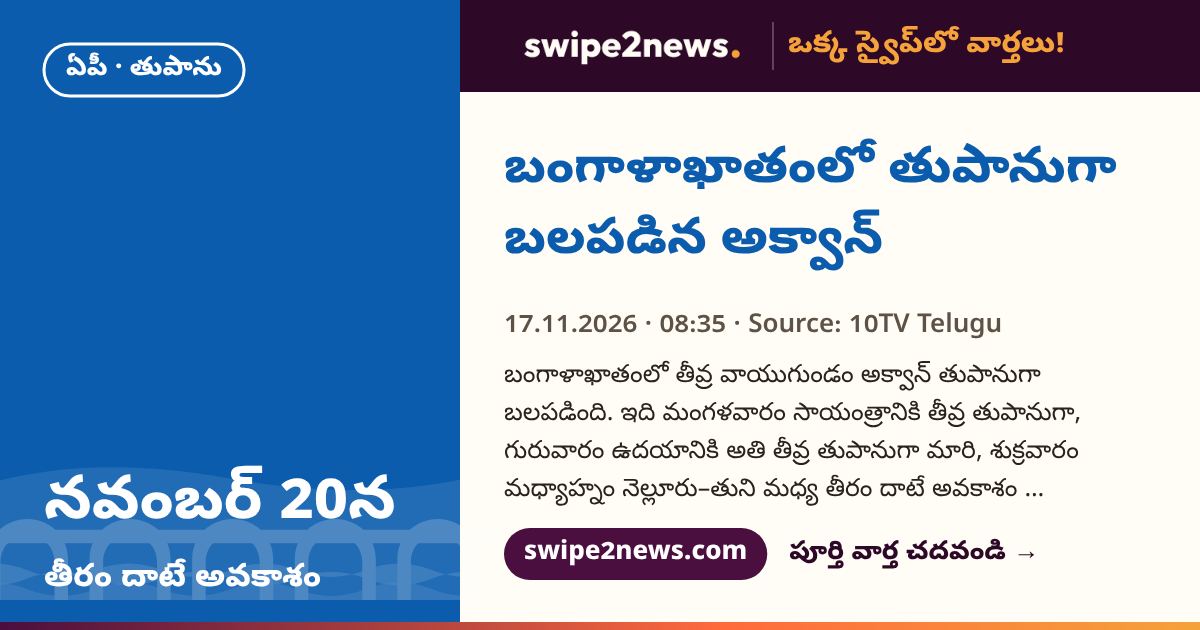 ఏపీ · తుపాను
నవంబర్ 20న
తీరం దాటే అవకాశం
swipe2news. ఒక్క స్వైప్‌లో వార్తలు!
బంగాళాఖాతంలో తుపానుగా
బలపడిన అక్వాన్
17.11.2026 · 08:35 · Source: 10TV Telugu
బంగాళాఖాతంలో తీవ్ర వాయుగుండం అక్వాన్ తుపానుగా
బలపడింది. ఇది మంగళవారం సాయంత్రానికి తీవ్ర తుపానుగా,
గురువారం ఉదయానికి అతి తీవ్ర తుపానుగా మారి, శుక్రవారం
మధ్యాహ్నం నెల్లూరు–తుని మధ్య తీరం దాటే అవకాశం ...
swipe2news.com పూర్తి వార్త చదవండి →